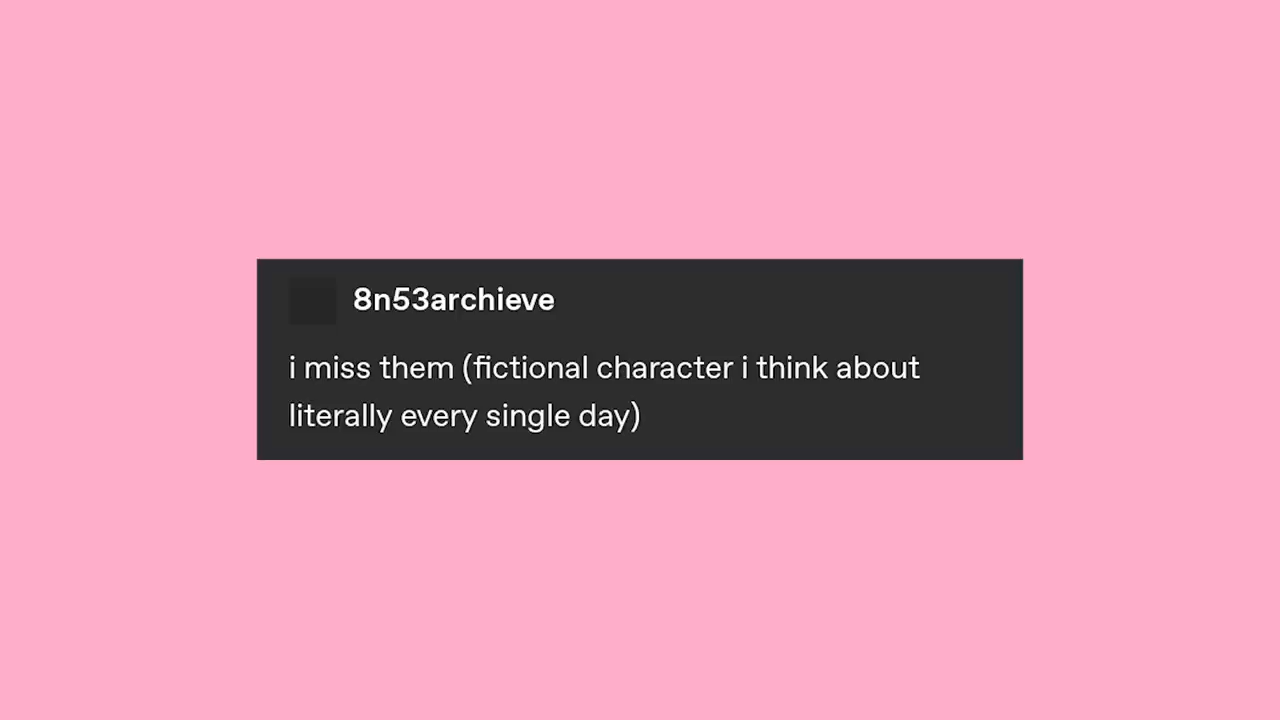 8n53archieve
i miss them (fictional character i think about
literally every single day)